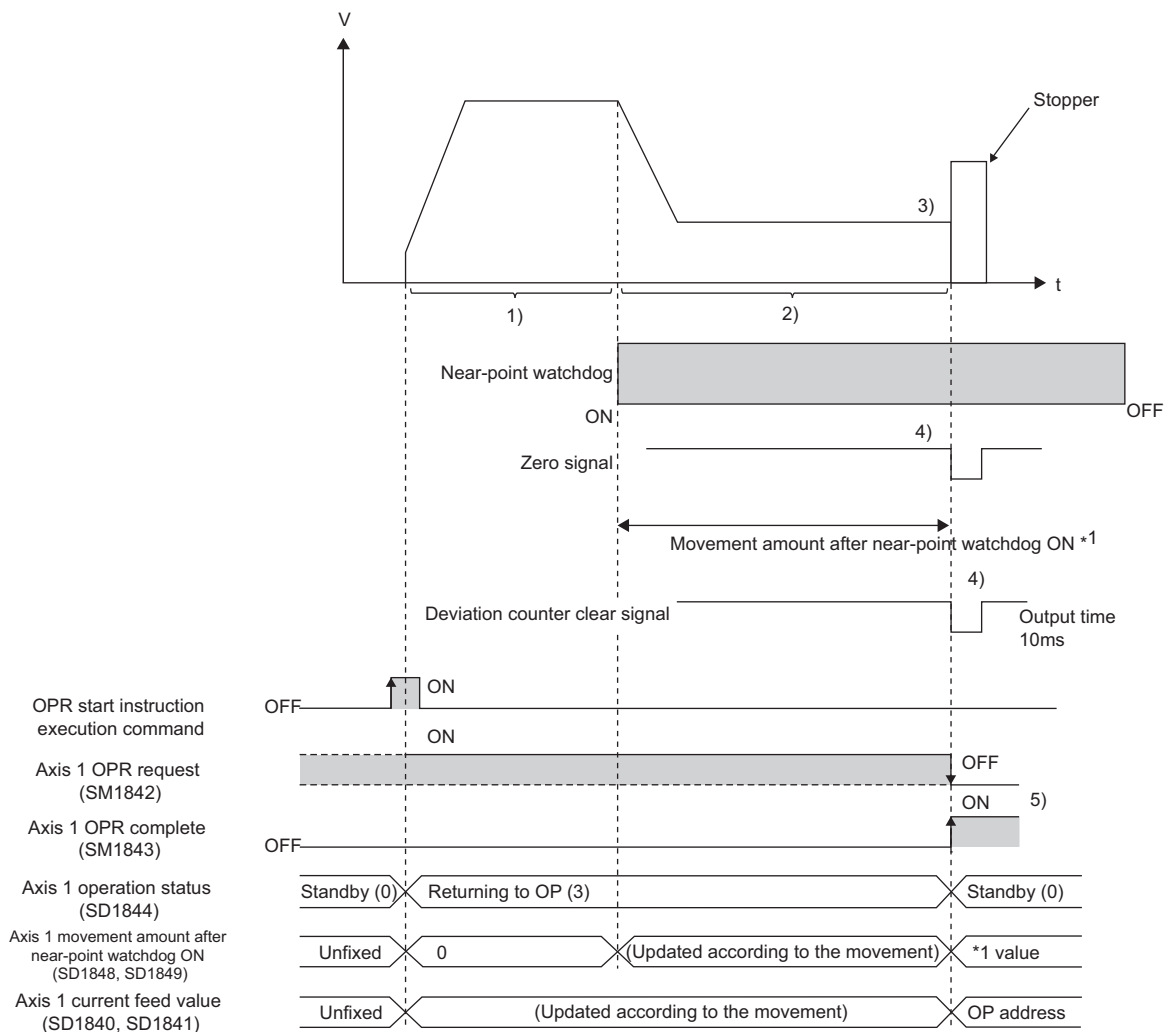 V
Stopper
3)
t
1)
2)
Near-point watchdog
ON
OFF
4)
Zero signal
Movement amount after near-point watchdog ON *1
4)
Deviation counter clear signal
Output time
10ms
OPR start instruction
execution command
OFF
ON
Axis 1 OPR request
(SM1842)
ON
OFF
Axis 1 OPR complete
(SM1843)
OFF
ON
5)
Axis 1 operation status
(SD1844)
Standby (0)
Returning to OP (3)
Standby (0)
Axis 1 movement amount after
near-point watchdog ON
(SD1848, SD1849)
Unfixed
0
(Updated according to the movement)
*1 value
Axis 1 current feed value
(SD1840, SD1841)
Unfixed
(Updated according to the movement)
OP address